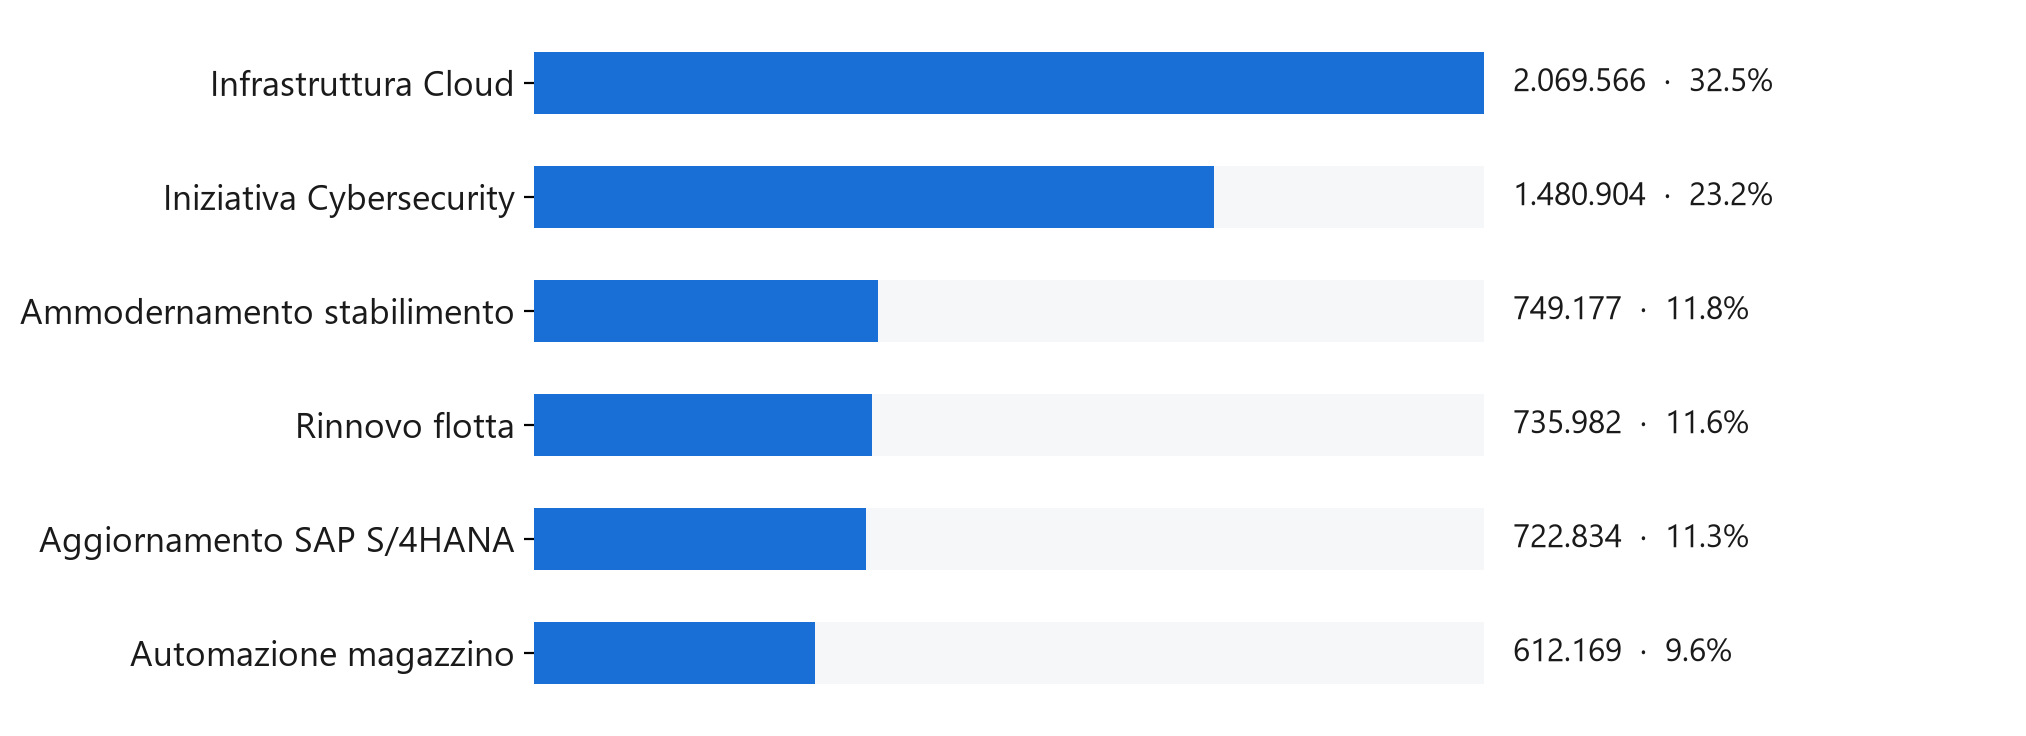 Infrastruttura Cloud 2.069.566 · 32.5%
Iniziativa Cybersecurity 1.480.904 · 23.2%
Ammodernamento stabilimento 749.177 · 11.8%
Rinnovo flotta 735.982 · 11.6%
Aggiornamento SAP S/4HANA 722.834 · 11.3%
Automazione magazzino 612.169 · 9.6%